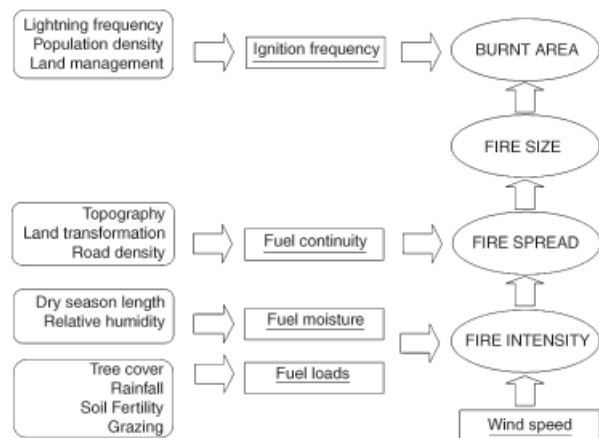 Lightning frequency
Population density
Land management
Ignition frequency
BURNT AREA
FIRE SIZE
Topography
Land transformation
Road density
Fuel continuity
FIRE SPREAD
Dry season length
Relative humidity
Fuel moisture
FIRE INTENSITY
Tree cover
Rainfall
Soil Fertility
Grazing
Fuel loads
Wind speed